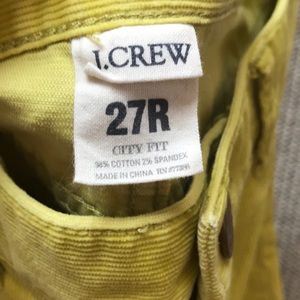 J.CREW
27R
CITY FIT
98% COTTON 2% SPANDEX
MADE IN CHINA